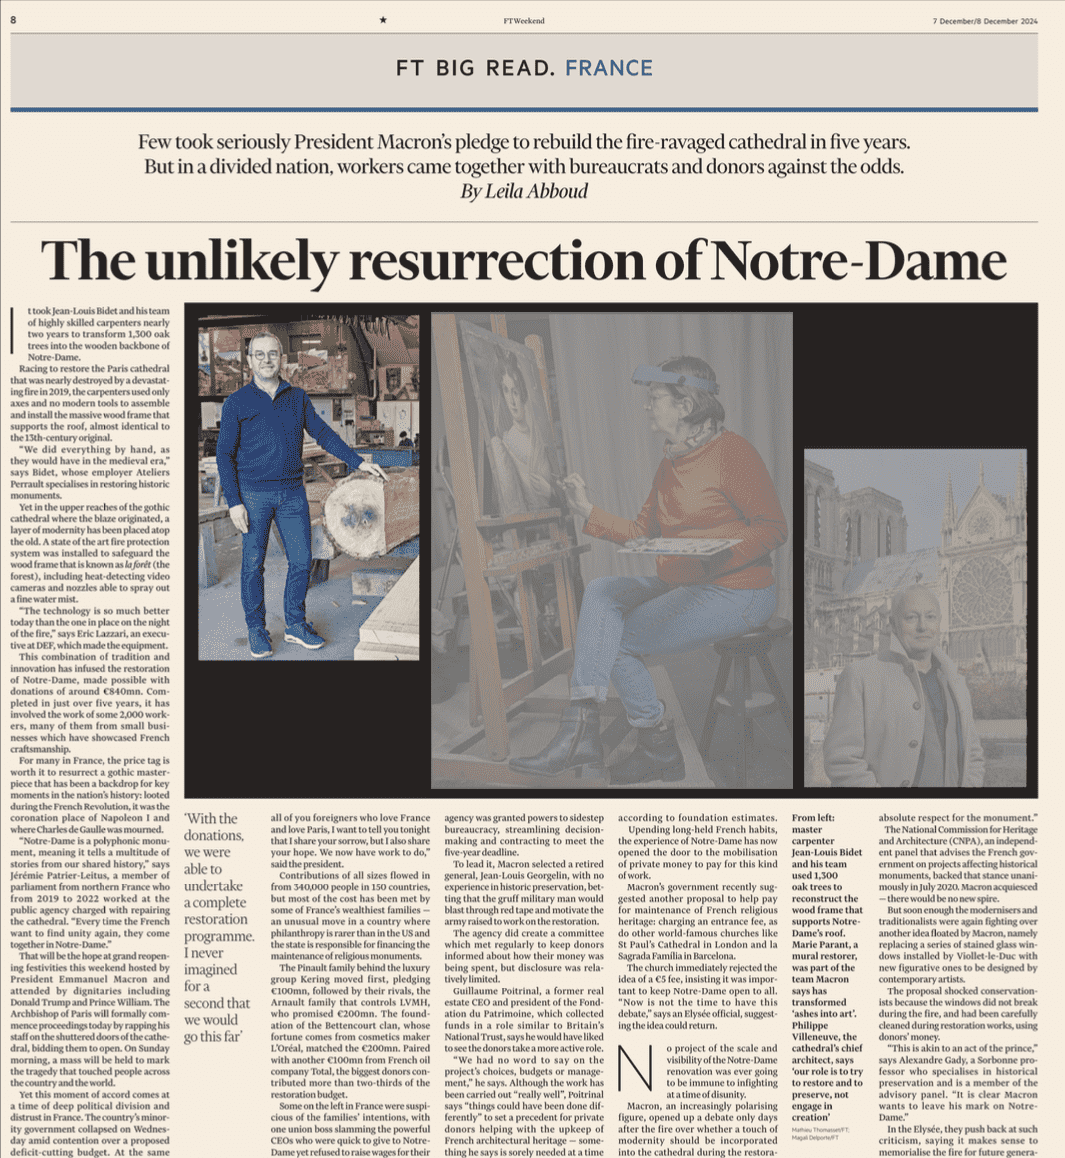 8
★
FTWeekend
7 December/8 December 2024
FT BIG READ. FRANCE
Few took seriously President Macron’s pledge to rebuild the fire-ravaged cathedral in five years.
But in a divided nation, workers came together with bureaucrats and donors against the odds.
By Leila Abboud
The unlikely resurrection of Notre-Dame
It took Jean-Louis Bidet and his team
of highly skilled carpenters nearly
two years to transform 1,300 oak
trees into the wooden backbone of
Notre-Dame.
Racing to restore the Paris cathedral
that was nearly destroyed by a devastat-
ing fire in 2019, the carpenters used only
axes and no modern tools to assemble
and install the massive wood frame that
supports the roof, almost identical to
the 13th-century original.
“We did everything by hand, as
they would have in the medieval era,”
says Bidet, whose employer Ateliers
Perrault specialises in restoring historic
monuments.
Yet in the upper reaches of the gothic
cathedral where the blaze originated, a
layer of modernity has been placed atop
the old. A state of the art fire protection
system was installed to safeguard the
wood frame that is known as la forêt (the
forest), including heat-detecting video
cameras and nozzles able to spray out
a fine water mist.
“The technology is so much better
today than the one in place on the night
of the fire,” says Eric Lazzari, an execu-
tive at DEF, which made the equipment.
This combination of tradition and
innovation has infused the restoration
of Notre-Dame, made possible with
donations of around €840mn. Com-
pleted in just over five years, it has
involved the work of some 2,000 work-
ers, many of them from small busi-
nesses which have showcased French
craftsmanship.
For many in France, the price tag is
worth it to resurrect a gothic master-
piece that has been a backdrop for key
moments in the nation’s history: looted
during the French Revolution, it was the
coronation place of Napoleon I and
where Charles de Gaulle was mourned.
“Notre-Dame is a polyphonic monu-
ment, meaning it tells a multitude of
stories from our shared history,” says
Jérémie Patrier-Leitus, a member of
parliament from northern France who
from 2019 to 2022 worked at the
public agency charged with repairing
the cathedral. “Every time the French
want to find unity again, they come
together in Notre-Dame.”
That will be the hope at grand reopen-
ing festivities this weekend hosted by
President Emmanuel Macron and
attended by dignitaries including
Donald Trump and Prince William. The
Archbishop of Paris will formally com-
mence proceedings today by rapping his
staff on the shuttered doors of the cathe-
dral, bidding them to open. On Sunday
morning, a mass will be held to mark
the tragedy that touched people across
the country and the world.
Yet this moment of accord comes at
a time of deep political division and
distrust in France. The country’s minor-
ity government collapsed on Wednes-
day amid contention over a proposed
deficit-cutting budget. At the same
‘With the
donations,
we were
able to
undertake
a complete
restoration
programme.
I never
imagined
for a
second that
we would
go this far’
all of you foreigners who love France
and love Paris, I want to tell you tonight
that I share your sorrow, but I also share
your hope. We now have work to do,”
said the president.
Contributions of all sizes flowed in
from 340,000 people in 150 countries,
but most of the cost has been met by
some of France’s wealthiest families —
an unusual move in a country where
philanthropy is rarer than in the US and
the state is responsible for financing the
maintenance of religious monuments.
The Pinault family behind the luxury
group Kering moved first, pledging
€100mn, followed by their rivals, the
Arnault family that controls LVMH,
who promised €200mn. The found-
ation of the Bettencourt clan, whose
fortune comes from cosmetics maker
L’Oréal, matched the €200mn. Paired
with another €100mn from French oil
company Total, the biggest donors con-
tributed more than two-thirds of the
restoration budget.
Some on the left in France were suspi-
cious of the families’ intentions, with
one union boss slamming the powerful
CEOs who were quick to give to Notre-
Dame yet refused to raise wages for their
agency was granted powers to sidestep
bureaucracy, streamlining decision-
making and contracting to meet the
five-year deadline.
To lead it, Macron selected a retired
general, Jean-Louis Georgelin, with no
experience in historic preservation, bet-
ting that the gruff military man would
blast through red tape and motivate the
army raised to work on the restoration.
The agency did create a committee
which met regularly to keep donors
informed about how their money was
being spent, but disclosure was rela-
tively limited.
Guillaume Poitrinal, a former real
estate CEO and president of the Fond-
ation du Patrimoine, which collected
funds in a role similar to Britain’s
National Trust, says he would have liked
to see the donors take a more active role.
“We had no word to say on the
project’s choices, budgets or manage-
ment,” he says. Although the work has
been carried out “really well”, Poitrinal
says “things could have been done dif-
ferently” to set a precedent for private
donors helping with the upkeep of
French architectural heritage — some-
thing he says is sorely needed at a time
according to foundation estimates.
Upending long-held French habits,
the experience of Notre-Dame has now
opened the door to the mobilisation
of private money to pay for this kind
of work.
Macron’s government recently sug-
gested another proposal to help pay
for maintenance of French religious
heritage: charging an entrance fee, as
do other world-famous churches like
St Paul’s Cathedral in London and la
Sagrada Família in Barcelona.
The church immediately rejected the
idea of a €5 fee, insisting it was impor-
tant to keep Notre-Dame open to all.
“Now is not the time to have this
debate,” says an Elysée official, suggest-
ing the idea could return.
No project of the scale and
visibility of the Notre-Dame
renovation was ever going
to be immune to infighting
at a time of disunity.
Macron, an increasingly polarising
figure, opened up a debate only days
after the fire over whether a touch of
modernity should be incorporated
into the cathedral during the restora-
From left:
master
carpenter
Jean-Louis Bidet
and his team
used 1,300
oak trees to
reconstruct the
wood frame that
supports Notre-
Dame’s roof.
Marie Parant, a
mural restorer,
was part of the
team Macron
says has
transformed
‘ashes into art’.
Philippe
Villeneuve, the
cathedral’s chief
architect, says
‘our role is to try
to restore and to
preserve, not
engage in
creation’
Mathieu Thomasset/FT;
Magali Delporte/FT
absolute respect for the monument.”
The National Commission for Heritage
and Architecture (CNPA), an independ-
ent panel that advises the French gov-
ernment on projects affecting historical
monuments, backed that stance unani-
mously in July 2020. Macron acquiesced
— there would be no new spire.
But soon enough the modernisers and
traditionalists were again fighting over
another idea floated by Macron, namely
replacing a series of stained glass win-
dows installed by Viollet-le-Duc with
new figurative ones to be designed by
contemporary artists.
The proposal shocked conservation-
ists because the windows did not break
during the fire, and had been carefully
cleaned during restoration works, using
donors’ money.
“This is akin to an act of the prince,”
says Alexandre Gady, a Sorbonne pro-
fessor who specialises in historical
preservation and is a member of the
advisory panel. “It is clear Macron
wants to leave his mark on Notre-
Dame.”
In the Elysée, they push back at such
criticism, saying it makes sense to
memorialise the fire for future genera-